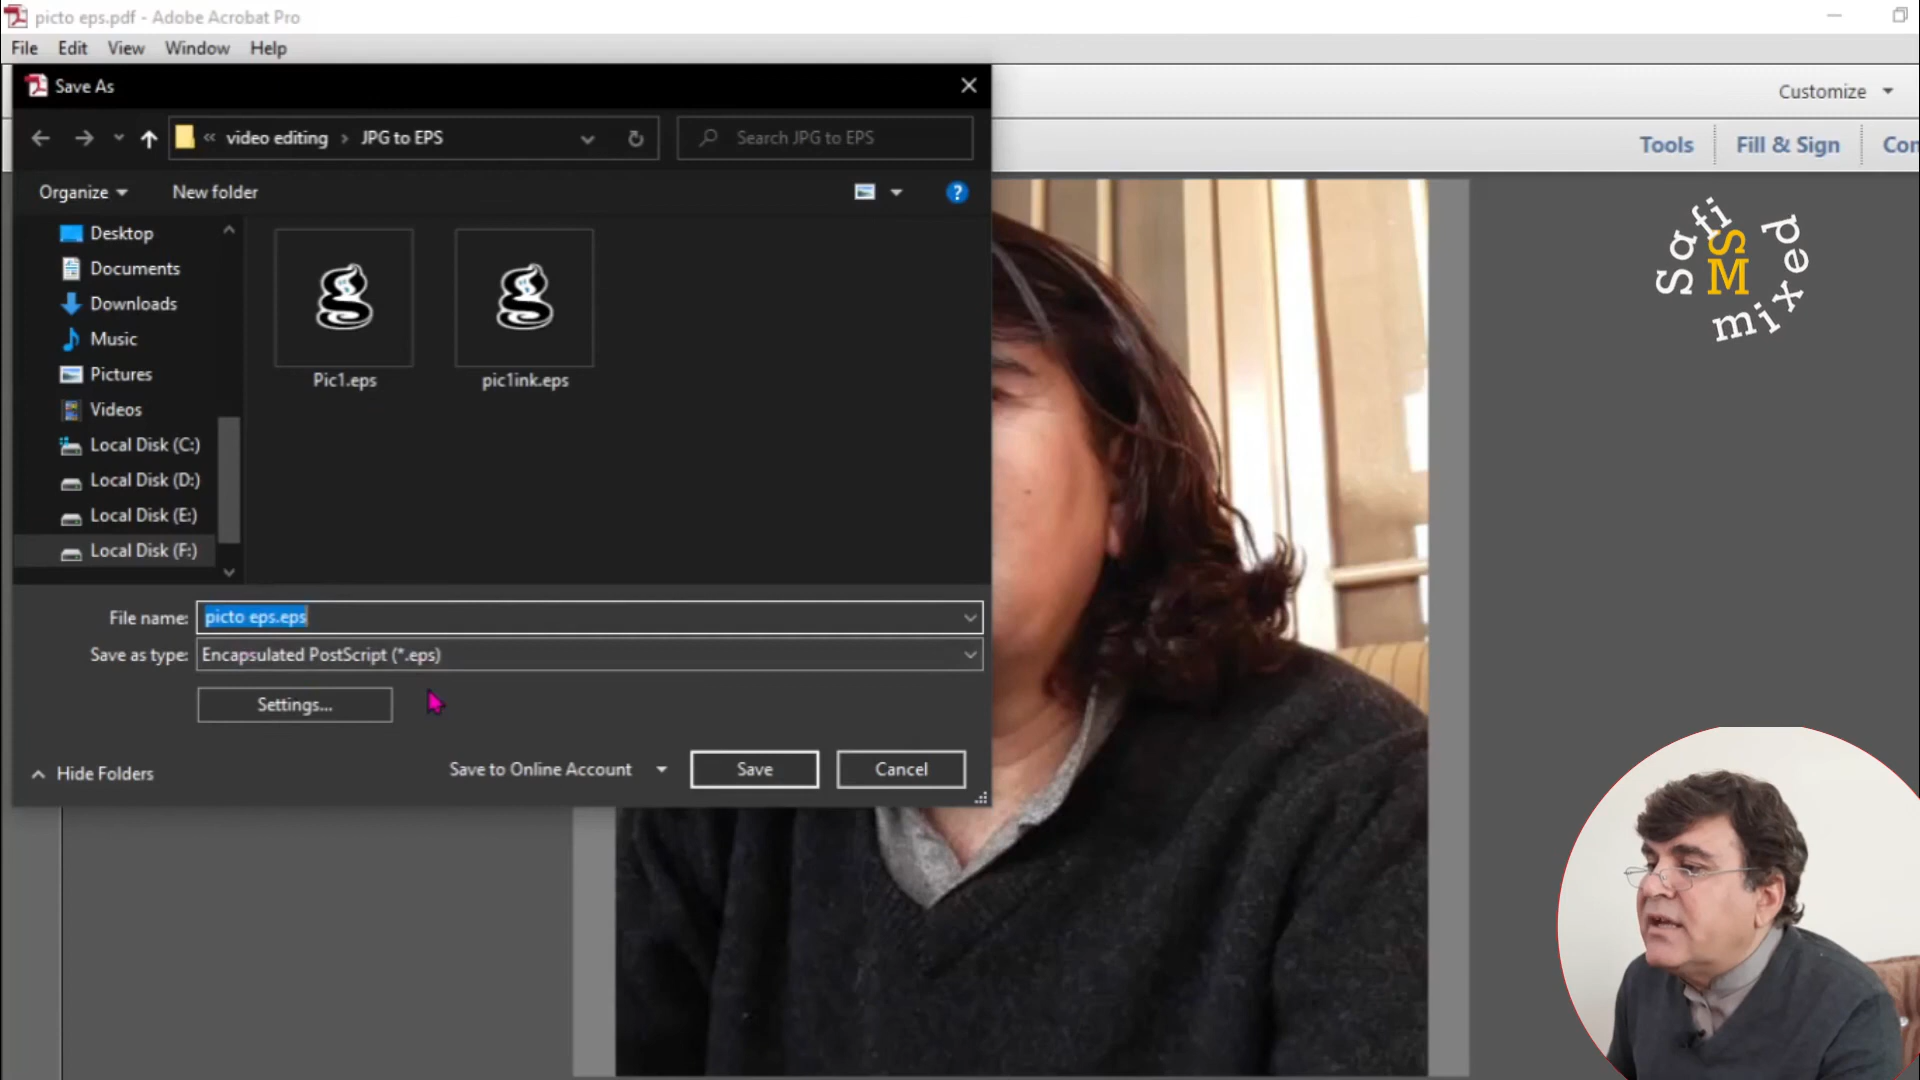 picto eps.pdf - Adobe Acrobat Pro
File Edit View Window Help
Save As
Customize
« video editing › JPG to EPS
Search JPG to EPS
Tools Fill & Sign Con
Organize New folder
Desktop
Documents
Downloads
Music
Pictures
Videos
Local Disk (C:)
Local Disk (D:)
Local Disk (E:)
Local Disk (F:)
Pic1.eps pic1ink.eps
Safi
SM
mixed
File name: picto eps.eps
Save as type: Encapsulated PostScript (*.eps)
Settings...
Hide Folders
Save to Online Account Save Cancel